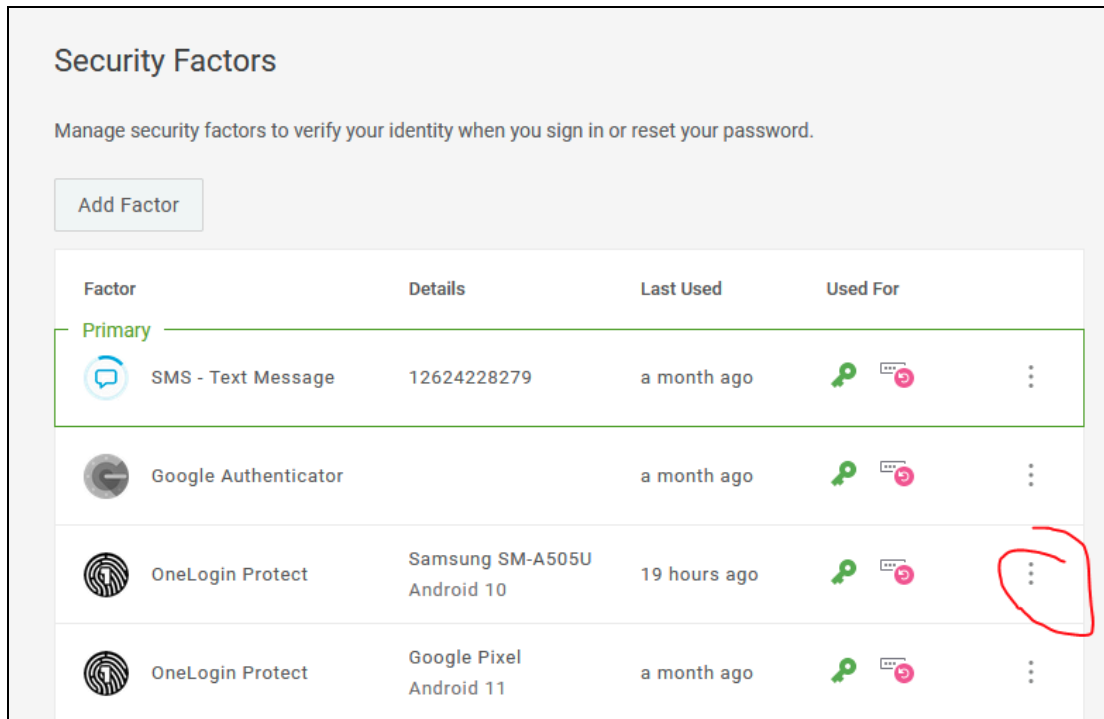 Security Factors
Manage security factors to verify your identity when you sign in or reset your password.
Add Factor
Factor Details Last Used Used For
Primary
SMS - Text Message 12624228279 a month ago
Google Authenticator a month ago
OneLogin Protect Samsung SM-A505U 19 hours ago
Android 10
OneLogin Protect Google Pixel a month ago
Android 11